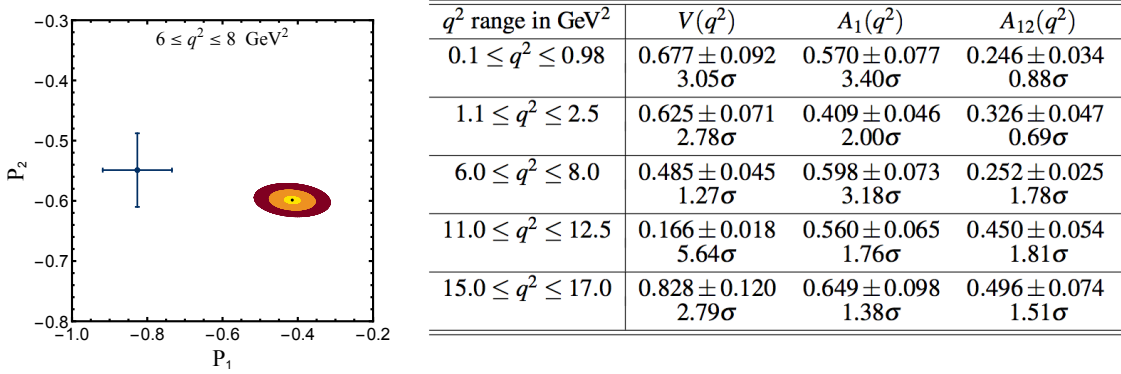 −0.3
6 ≤ q² ≤ 8 GeV²
−0.4
−0.5
P₂
−0.6
−0.7
−0.8
−1.0 −0.8 −0.6 −0.4 −0.2
P₁
q² range in GeV² V(q²) A₁(q²) A₁₂(q²)
0.1 ≤ q² ≤ 0.98 0.677 ± 0.092 0.570 ± 0.077 0.246 ± 0.034
3.05σ 3.40σ 0.88σ
1.1 ≤ q² ≤ 2.5 0.625 ± 0.071 0.409 ± 0.046 0.326 ± 0.047
2.78σ 2.00σ 0.69σ
6.0 ≤ q² ≤ 8.0 0.485 ± 0.045 0.598 ± 0.073 0.252 ± 0.025
1.27σ 3.18σ 1.78σ
11.0 ≤ q² ≤ 12.5 0.166 ± 0.018 0.560 ± 0.065 0.450 ± 0.054
5.64σ 1.76σ 1.81σ
15.0 ≤ q² ≤ 17.0 0.828 ± 0.120 0.649 ± 0.098 0.496 ± 0.074
2.79σ 1.38σ 1.51σ